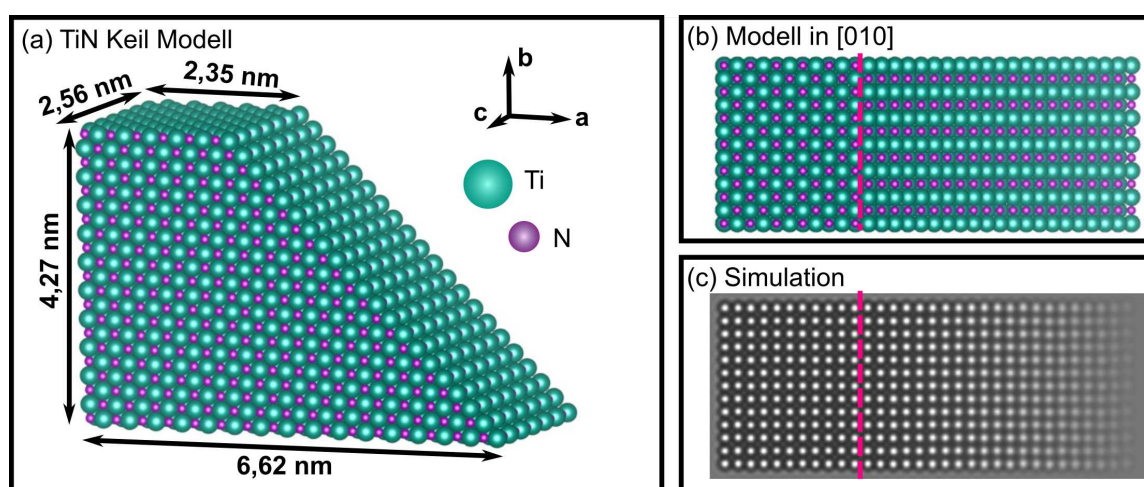 (a) TiN Keil Modell
2,56 nm
2,35 nm
4,27 nm
6,62 nm
b
c
a
Ti
N
(b) Modell in [010]
(c) Simulation